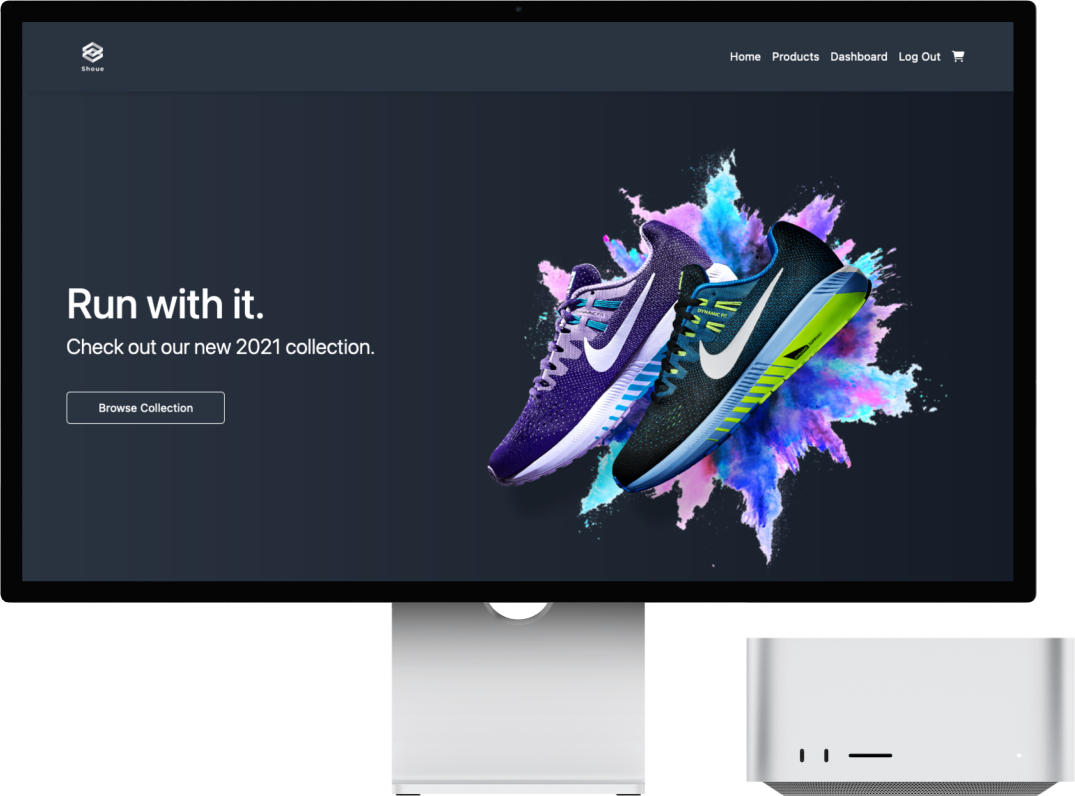 Shoue
Home Products Dashboard Log Out
Run with it.
Check out our new 2021 collection.
Browse Collection
DYNAMIC FIT